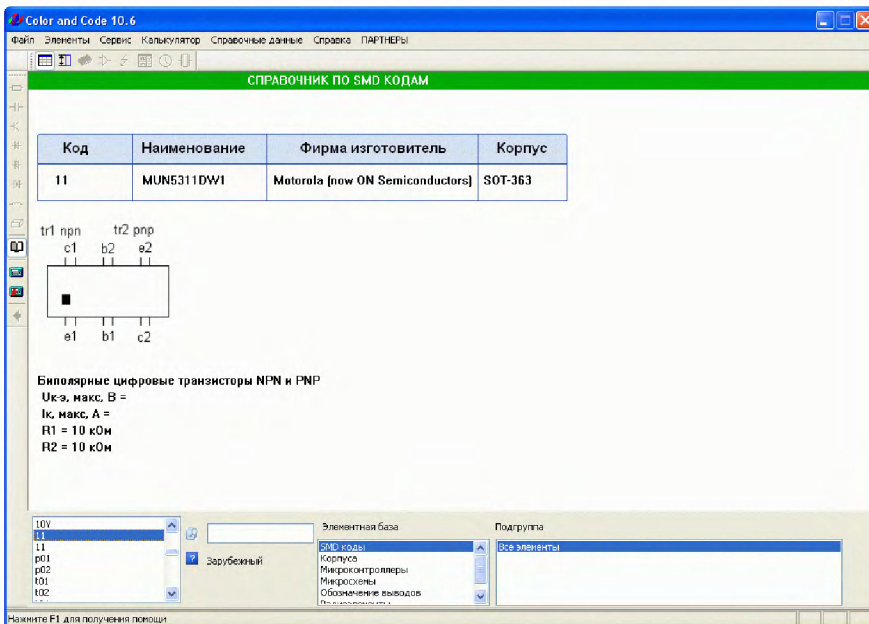 Color and Code 10.6
Файл Элементы Сервис Калькулятор Справочные данные Справка ПАРТНЕРЫ
СПРАВОЧНИК ПО SMD КОДАМ
Код Наименование Фирма изготовитель Корпус
11 MUN5311DW1 Motorola (now ON Semiconductors) SOT-363
tr1 npn tr2 pnp
c1 b2 e2
e1 b1 c2
Биполярные цифровые транзисторы NPN и PNP
Uк-э, макс, В =
Iк, макс, А =
R1 = 10 кОм
R2 = 10 кОм
10Y
11
11
p01
p02
t01
t02
Зарубежный
Элементная база
SMD коды
Корпуса
Микроконтроллеры
Микросхемы
Обозначение выводов
Подгруппа
Все элементы
Нажмите F1 для получения помощи